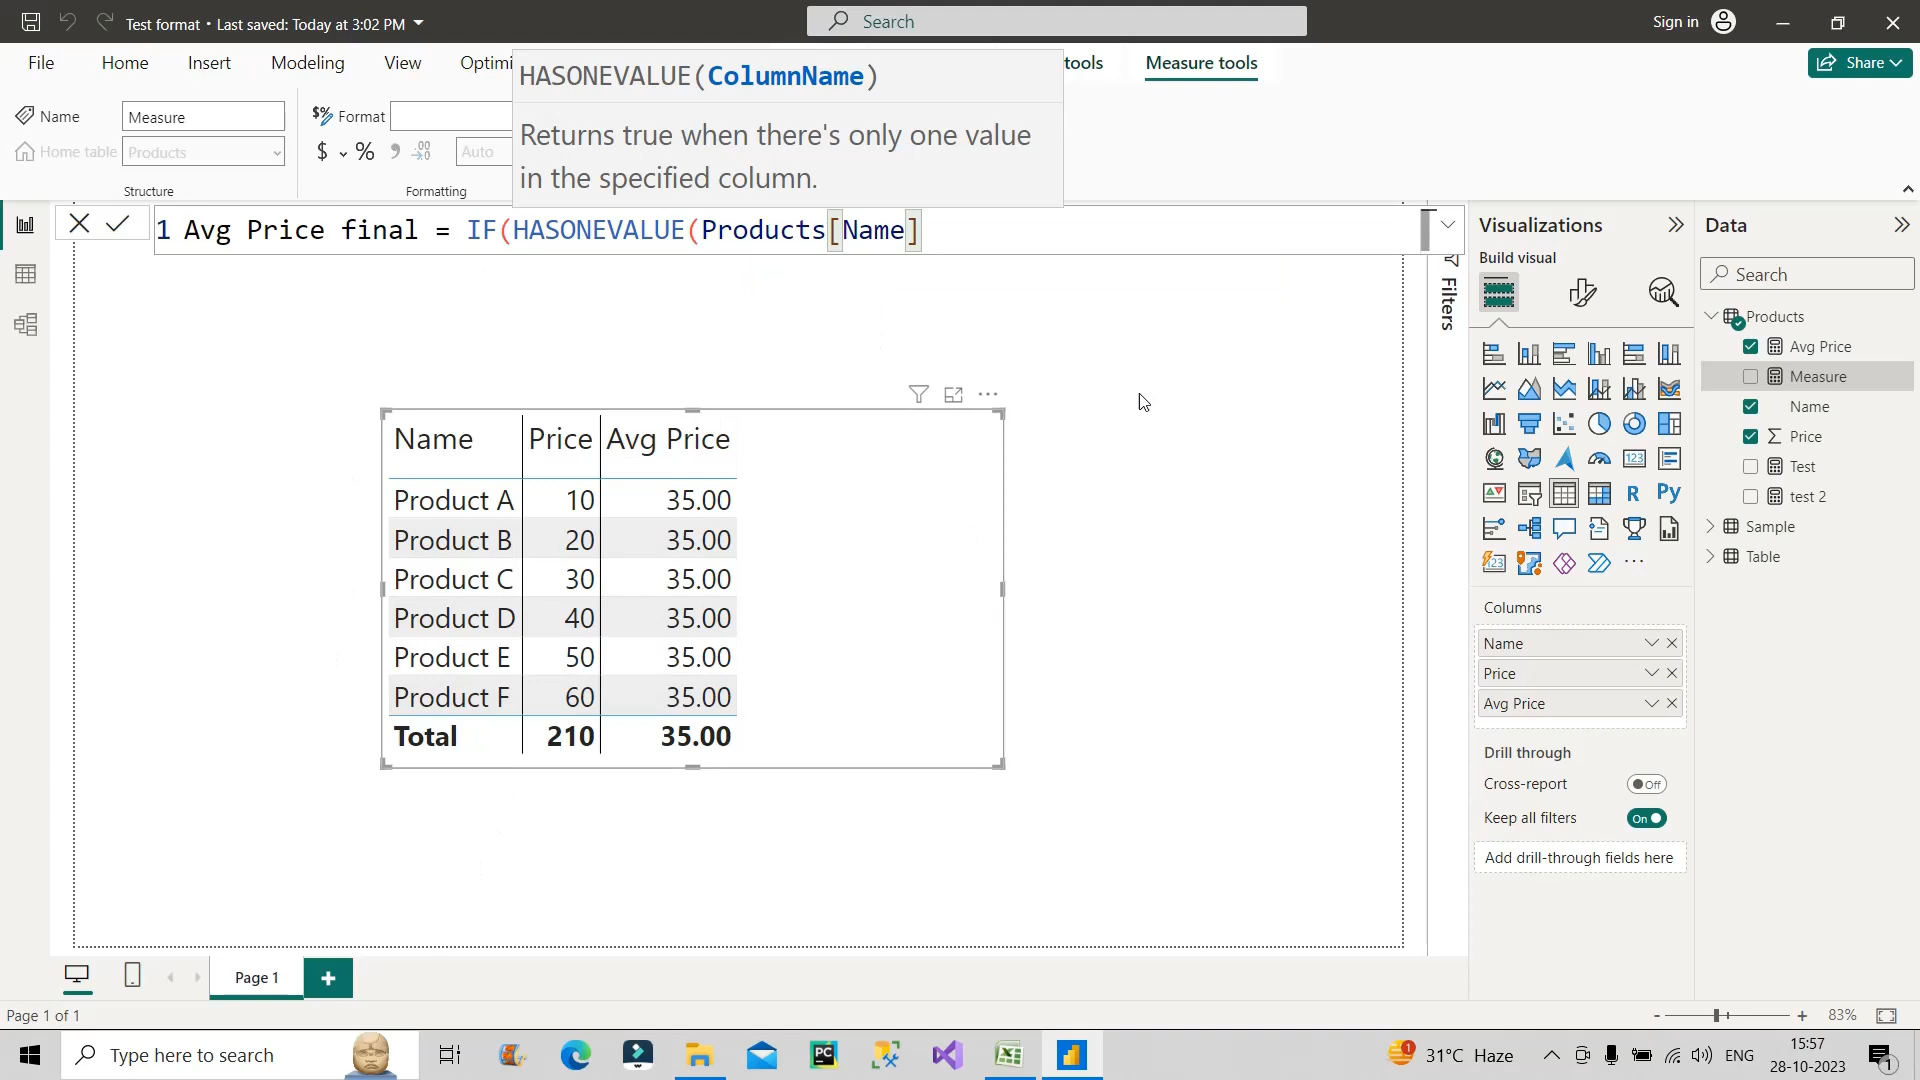 Test format • Last saved: Today at 3:02 PM
Search
Sign in
File Home Insert Modeling View Optimi tools Measure tools
Share
HASONEVALUE(ColumnName)
Returns true when there's only one value
in the specified column.
Name Measure
Home table Products
Structure
Format
$ % Auto
Formatting
1 Avg Price final = IF(HASONEVALUE(Products[Name]
Filters
Name Price Avg Price
Product A 10 35.00
Product B 20 35.00
Product C 30 35.00
Product D 40 35.00
Product E 50 35.00
Product F 60 35.00
Total 210 35.00
Visualizations
Build visual
123
R Py
123
Columns
Name
Price
Avg Price
Drill through
Cross-report Off
Keep all filters On
Add drill-through fields here
Data
Search
Products
Avg Price
Measure
Name
Price
Test
test 2
Sample
Table
Page 1
Page 1 of 1
83%
Type here to search
PC
1
31°C Haze
ENG
15:57
28-10-2023
1